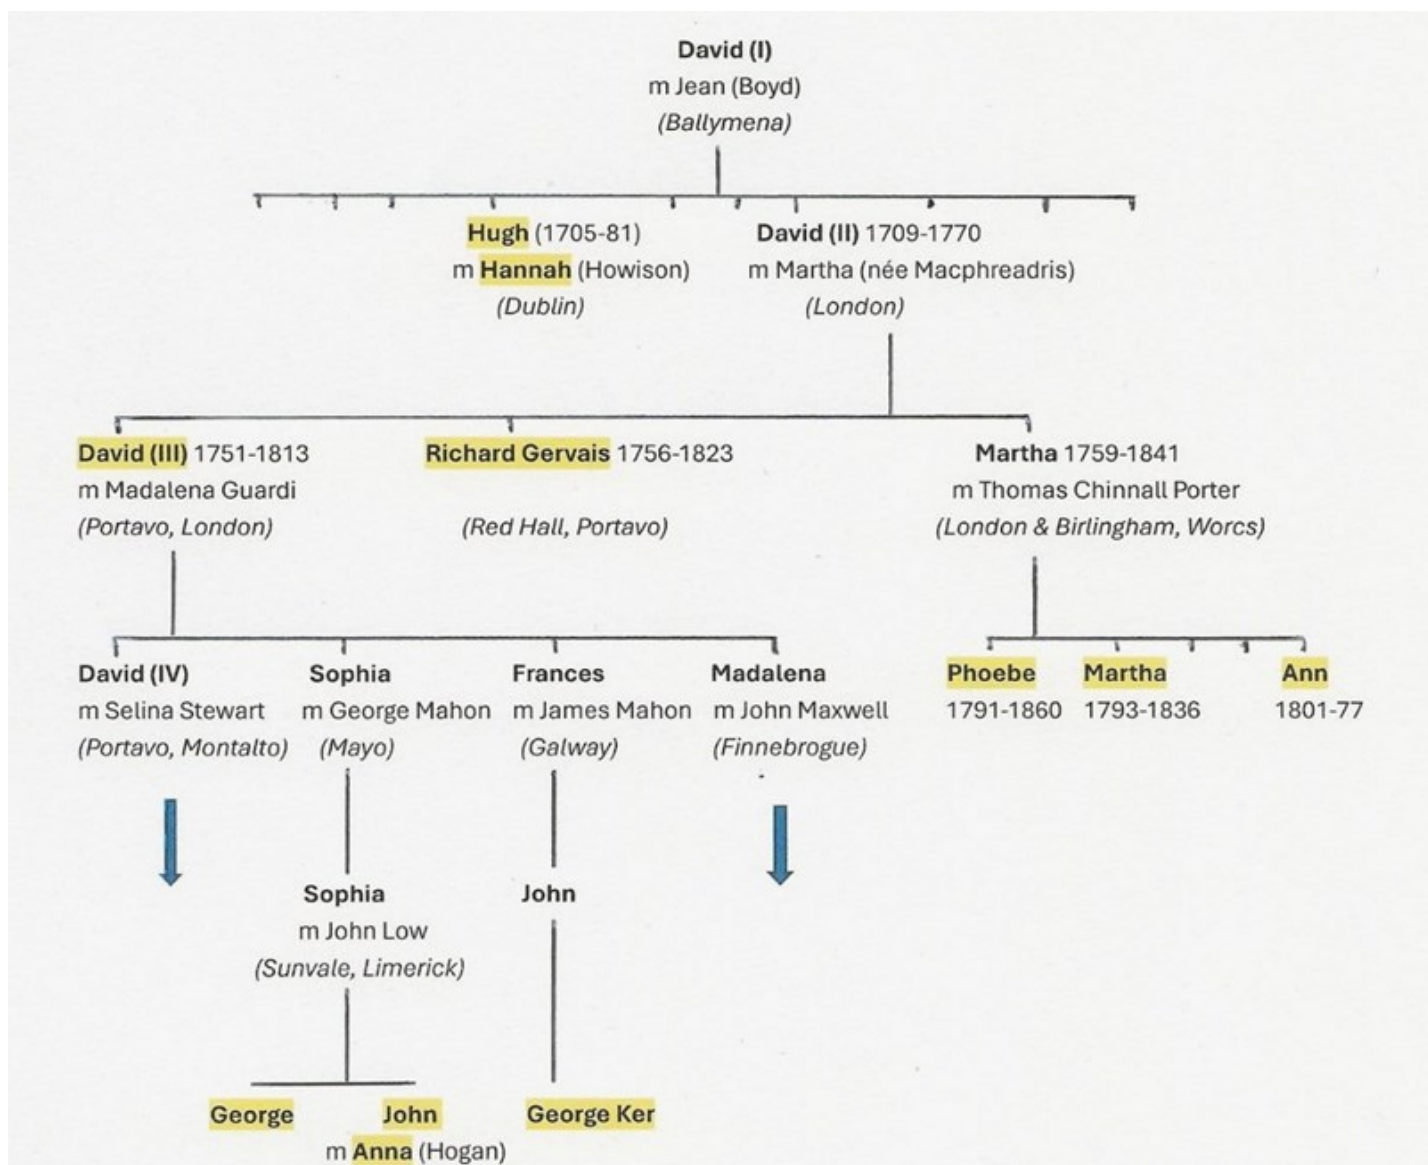 David (I)
m Jean (Boyd)
(Ballymena)
Hugh (1705-81)
m Hannah (Howison)
(Dublin)
David (II) 1709-1770
m Martha (née Macphreadris)
(London)
David (III) 1751-1813
m Madalena Guardi
(Portavo, London)
Richard Gervais 1756-1823
(Red Hall, Portavo)
Martha 1759-1841
m Thomas Chinnall Porter
(London & Birlingham, Worcs)
David (IV)
m Selina Stewart
(Portavo, Montalto)
Sophia
m George Mahon
(Mayo)
Frances
m James Mahon
(Galway)
Madalena
m John Maxwell
(Finnebrogue)
Phoebe
1791-1860
Martha
1793-1836
Ann
1801-77
Sophia
m John Low
(Sunvale, Limerick)
John
George
John
m Anna (Hogan)
George Ker